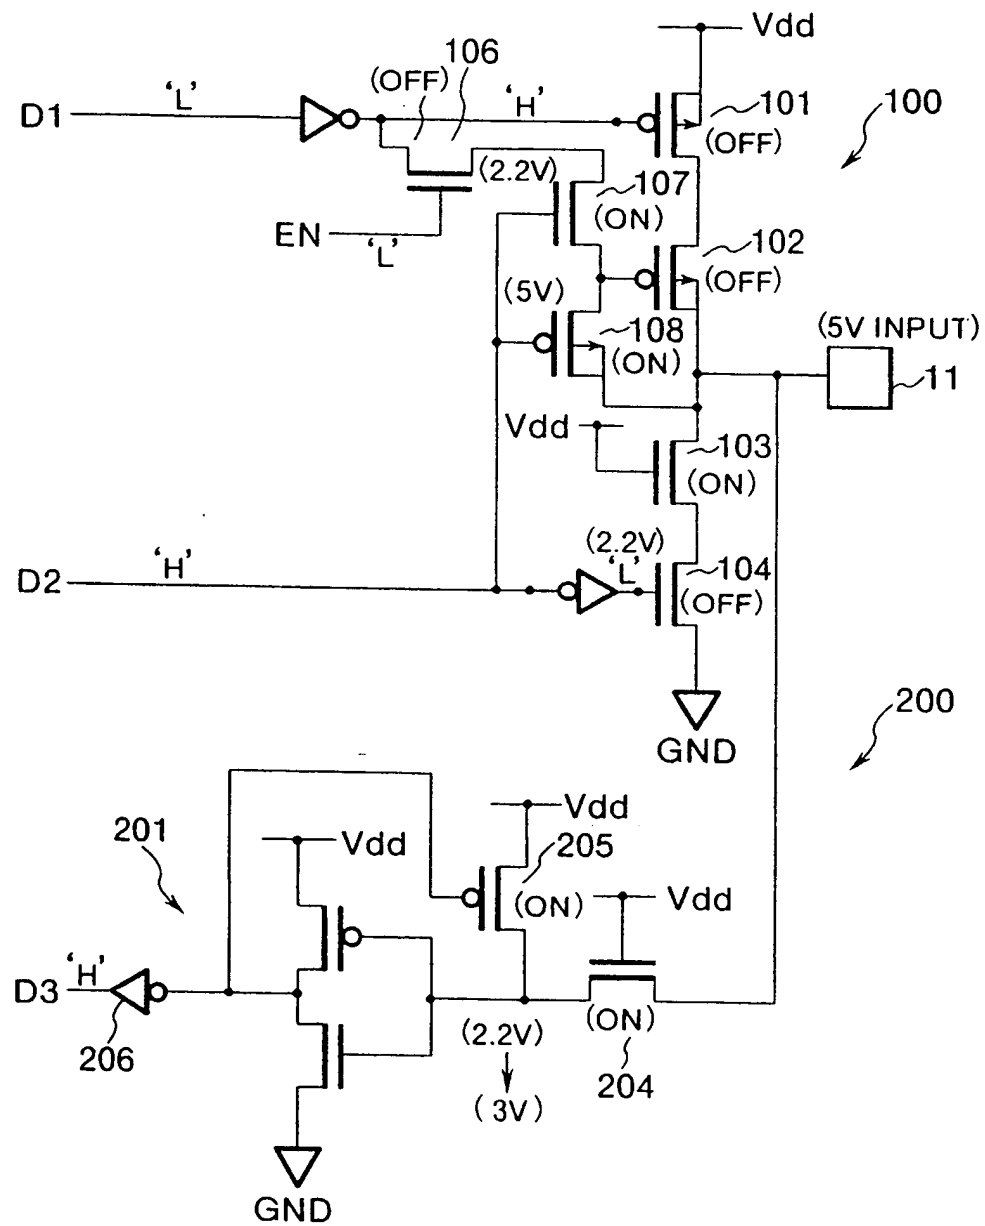 Vdd
106
(OFF)
D1 'L' 'H' 101 100
(OFF)
(2.2V) 107
(ON)
EN 'L'
102
(OFF)
(5V)
108
(ON)
(5V INPUT)
11
Vdd
103
(ON)
(2.2V)
D2 'H' 'L' 104
(OFF)
200
GND
Vdd
201 Vdd 205
(ON) Vdd
D3 'H'
206
(2.2V) (ON)
(3V) 204
GND